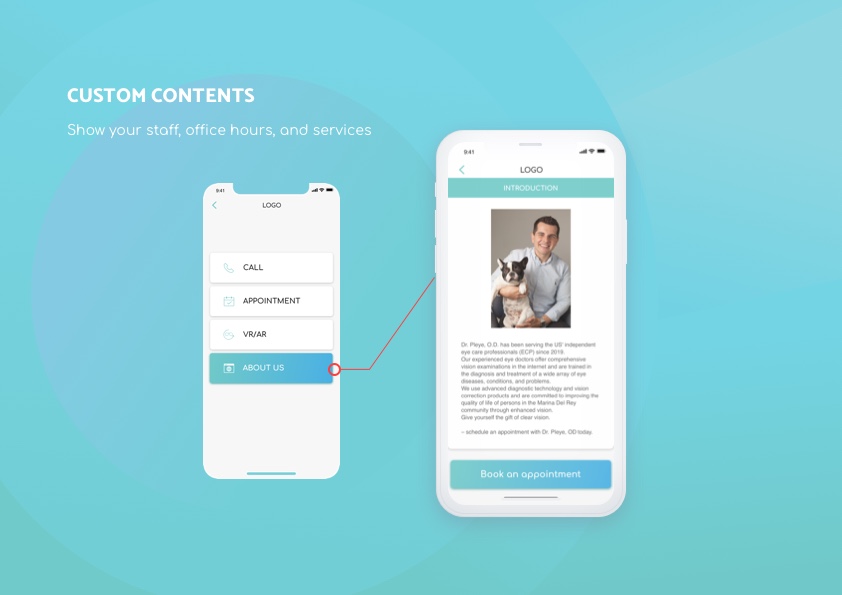 CUSTOM CONTENTS
Show your staff, office hours, and services
9:41
LOGO
CALL
APPOINTMENT
VR/AR
ABOUT US
9:41
LOGO
INTRODUCTION
Dr. Pleye, O.D. has been serving the US' independent
eye care professionals (ECP) since 2019.
Our experienced eye doctors offer comprehensive
vision examinations in the internet and are trained in
the diagnosis and treatment of a wide array of eye
diseases, conditions, and problems.
We use advanced diagnostic technology and vision
correction products and are committed to improving the
quality of life of persons in the Marina Del Rey
community through enhanced vision.
Give yourself the gift of clear vision.
– schedule an appointment with Dr. Pleye, OD today.
Book an appointment